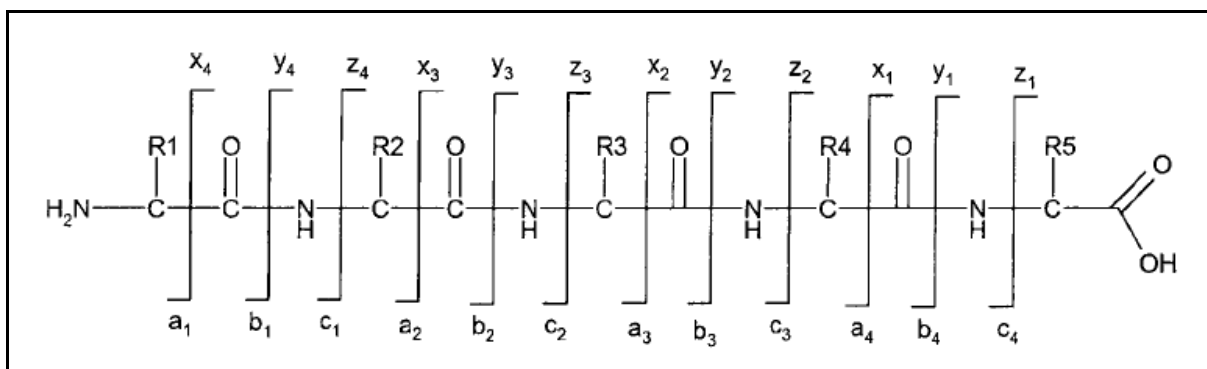 x₄ y₄ z₄ x₃ y₃ z₃ x₂ y₂ z₂ x₁ y₁ z₁
R1 O R2 O R3 O R4 O R5 O
H₂N C C N H C C N H C N H C N H C OH
a₁ b₁ c₁ a₂ b₂ c₂ a₃ b₃ c₃ a₄ b₄ c₄